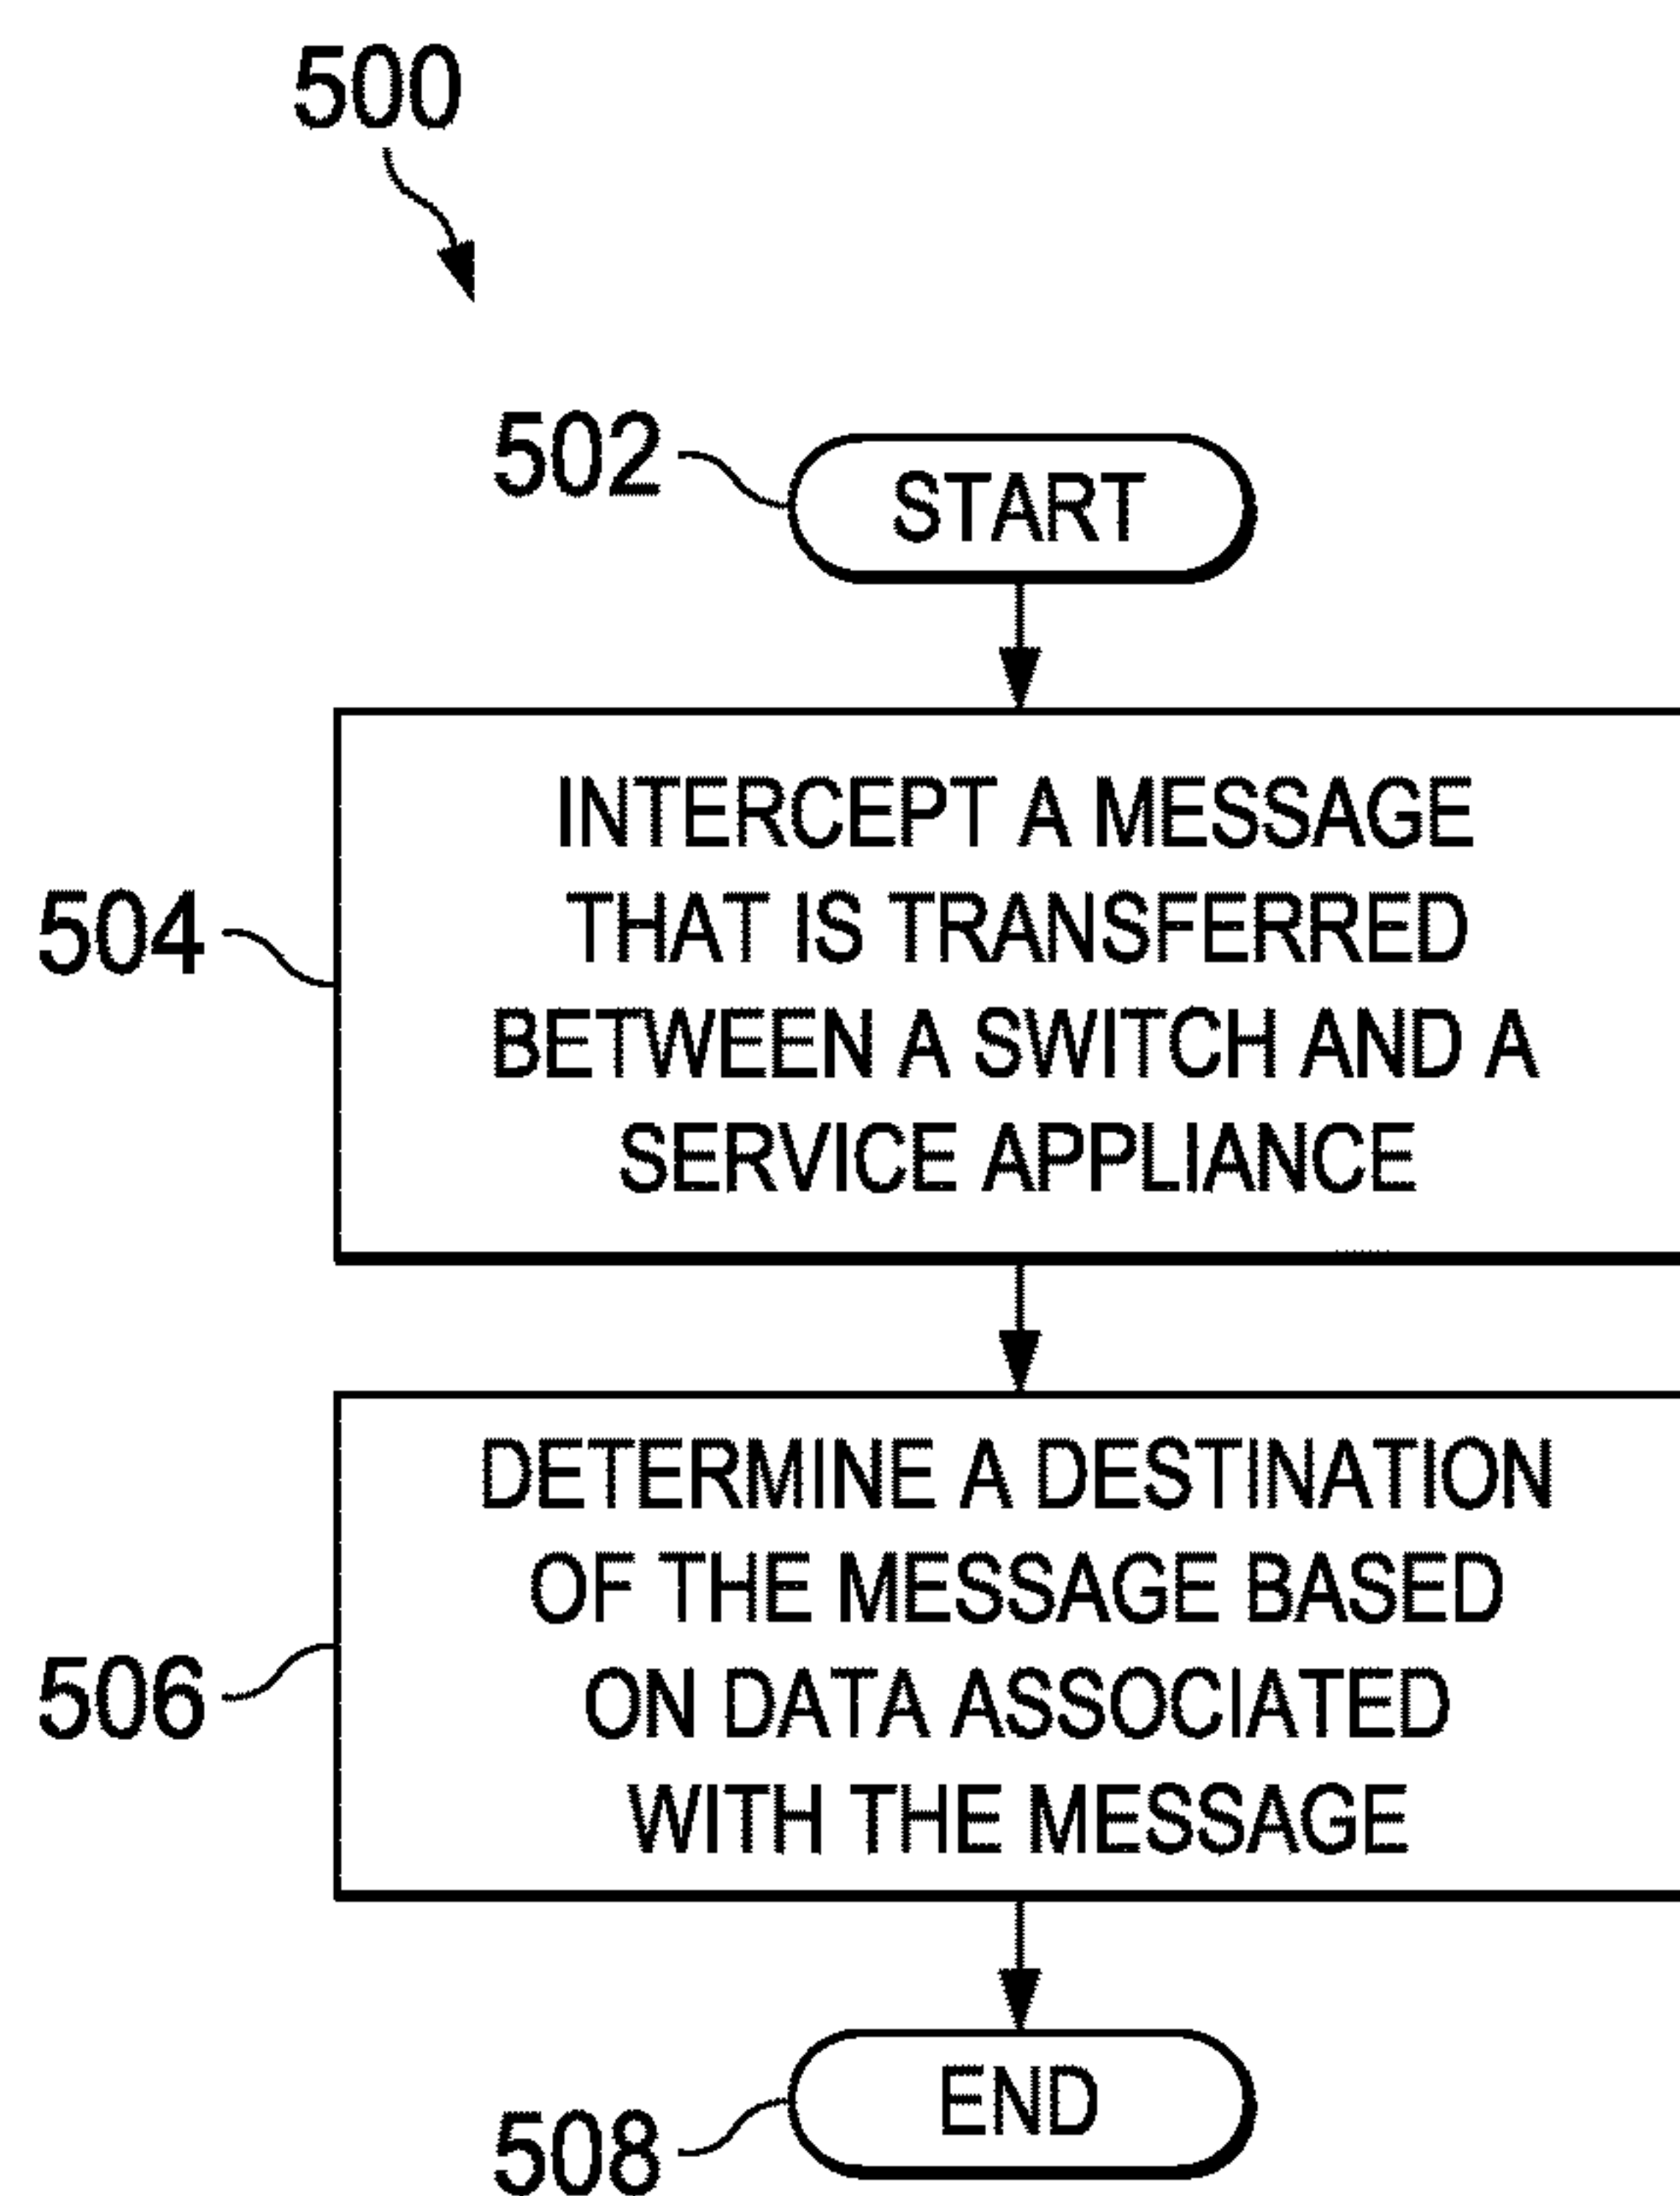 500
502
START
504
INTERCEPT A MESSAGE
THAT IS TRANSFERRED
BETWEEN A SWITCH AND A
SERVICE APPLIANCE
506
DETERMINE A DESTINATION
OF THE MESSAGE BASED
ON DATA ASSOCIATED
WITH THE MESSAGE
508
END